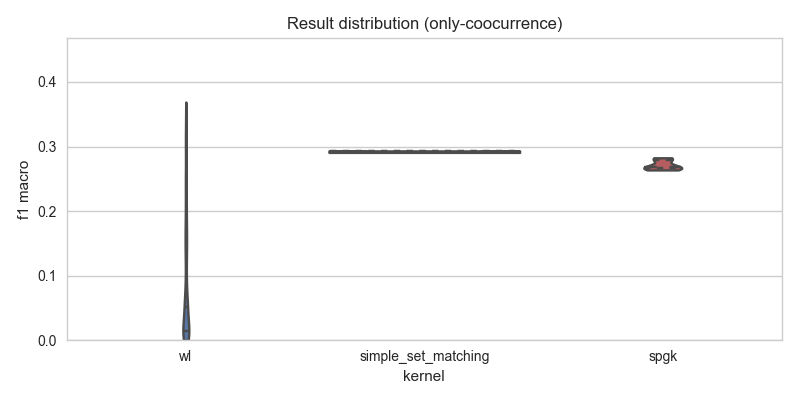 Result distribution (only-coocurrence)
f1 macro
0.4
0.3
0.2
0.1
0.0
wl simple_set_matching spgk
kernel